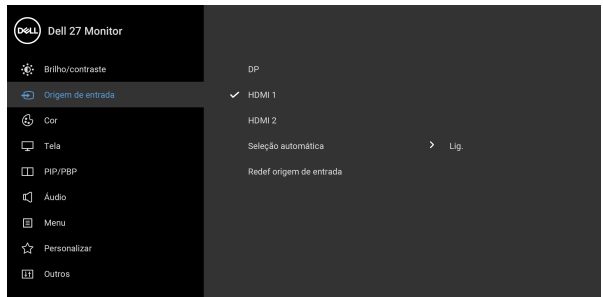 DELL Dell 27 Monitor
Brilho/contraste
Origem de entrada
Cor
Tela
PIP/PBP
Áudio
Menu
Personalizar
Outros
DP
HDMI 1
HDMI 2
Seleção automática Lig.
Redef origem de entrada